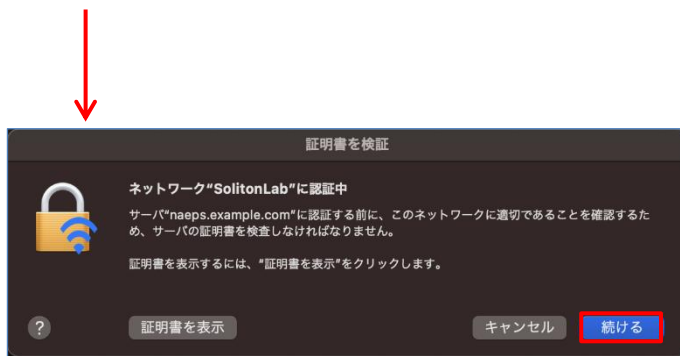 証明書を検証
ネットワーク“SolitonLab”に認証中
サーバ“naeps.example.com”に認証する前に、このネットワークに適切であることを確認するた
め、サーバの証明書を検査しなければなりません。
証明書を表示するには、“証明書を表示”をクリックします。
? 証明書を表示 キャンセル 続ける